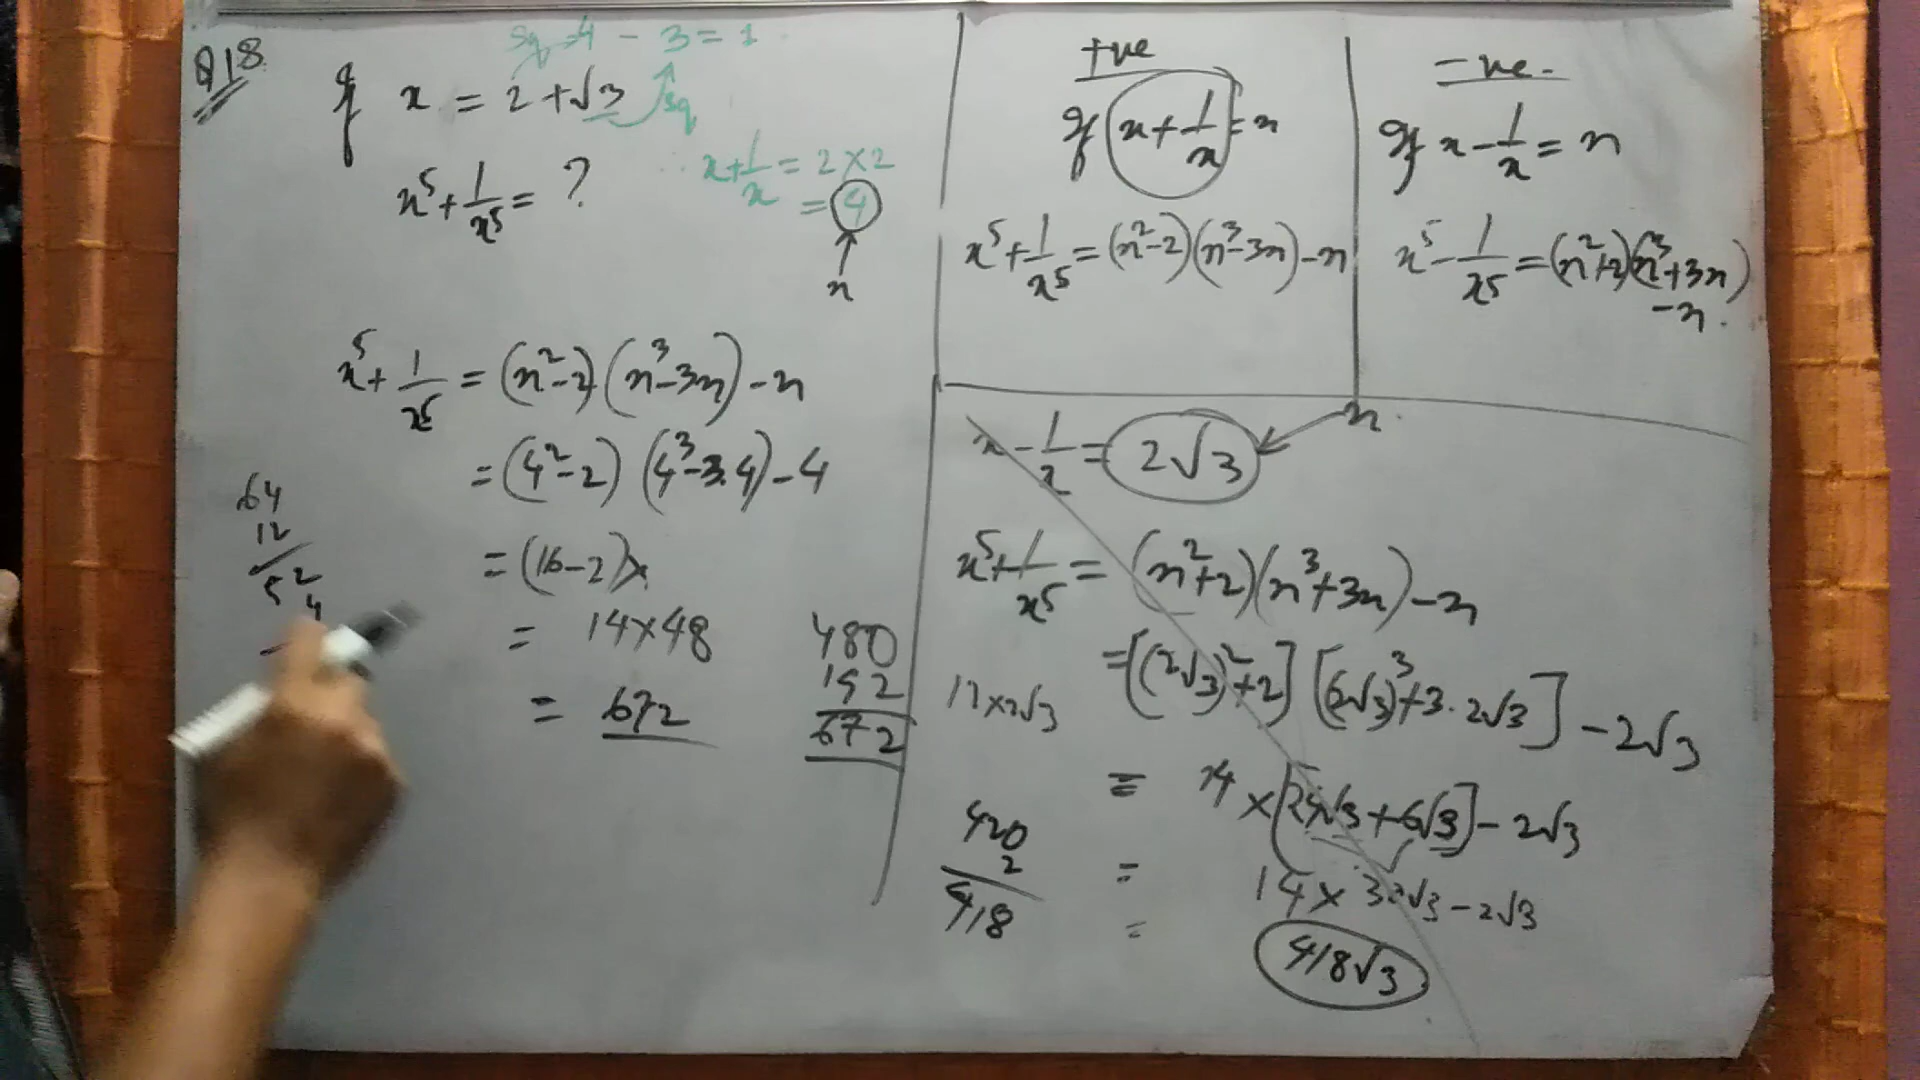 Q18
sq 4 - 3 = 1
If x = 2 + √3
sq
x + 1/x = 2 × 2
= 4
n
x⁵ + 1/x⁵ = ?
x⁵ + 1/x⁵ = (n² - 2) (n³ - 3n) - n
= (4² - 2) (4³ - 3.4) - 4
= (16 - 2) ×
= 14 × 48
= 672
64
12
52
4
480
192
672
+ve
If x + 1/x = n
x⁵ + 1/x⁵ = (n² - 2) (n³ - 3n) - n
-ve.
If x - 1/x = n
x⁵ - 1/x⁵ = (n² + 2) (n³ + 3n)
- n.
n.
x - 1/x = 2√3
x⁵ + 1/x⁵ = (n² + 2) (n³ + 3n) - n
= [(2√3)² + 2] [(2√3)³ + 3. 2√3] - 2√3
12 × 2√3
= 14 × [24√3 + 6√3] - 2√3
= 14 × 30√3 - 2√3
= 418√3
420
2
418